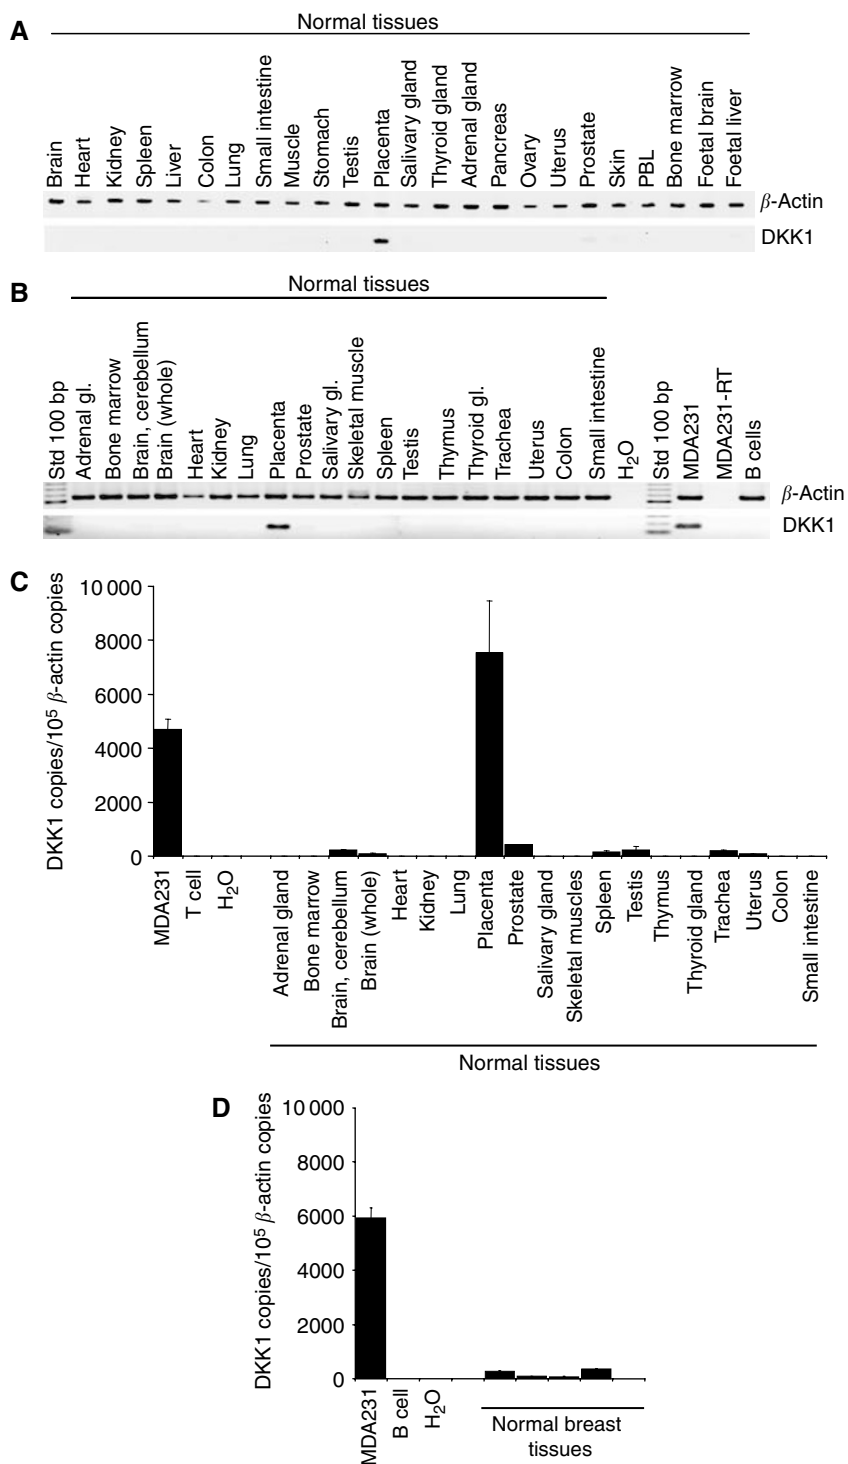 A
Normal tissues
Brain
Heart
Kidney
Spleen
Liver
Colon
Lung
Small intestine
Muscle
Stomach
Testis
Placenta
Salivary gland
Thyroid gland
Adrenal gland
Pancreas
Ovary
Uterus
Prostate
Skin
PBL
Bone marrow
Foetal brain
Foetal liver
β-Actin
DKK1
B
Normal tissues
Std 100 bp
Adrenal gl.
Bone marrow
Brain, cerebellum
Brain (whole)
Heart
Kidney
Lung
Placenta
Prostate
Salivary gl.
Skeletal muscle
Spleen
Testis
Thymus
Thyroid gl.
Trachea
Uterus
Colon
Small intestine
H₂O
Std 100 bp
MDA231
MDA231-RT
B cells
β-Actin
DKK1
C
DKK1 copies/10⁵ β-actin copies
10 000
8000
6000
4000
2000
0
MDA231
T cell
H₂O
Adrenal gland
Bone marrow
Brain, cerebellum
Brain (whole)
Heart
Kidney
Lung
Placenta
Prostate
Salivary gland
Skeletal muscles
Spleen
Testis
Thymus
Thyroid gland
Trachea
Uterus
Colon
Small intestine
Normal tissues
D
DKK1 copies/10⁵ β-actin copies
10 000
8000
6000
4000
2000
0
MDA231
B cell
H₂O
Normal breast
tissues